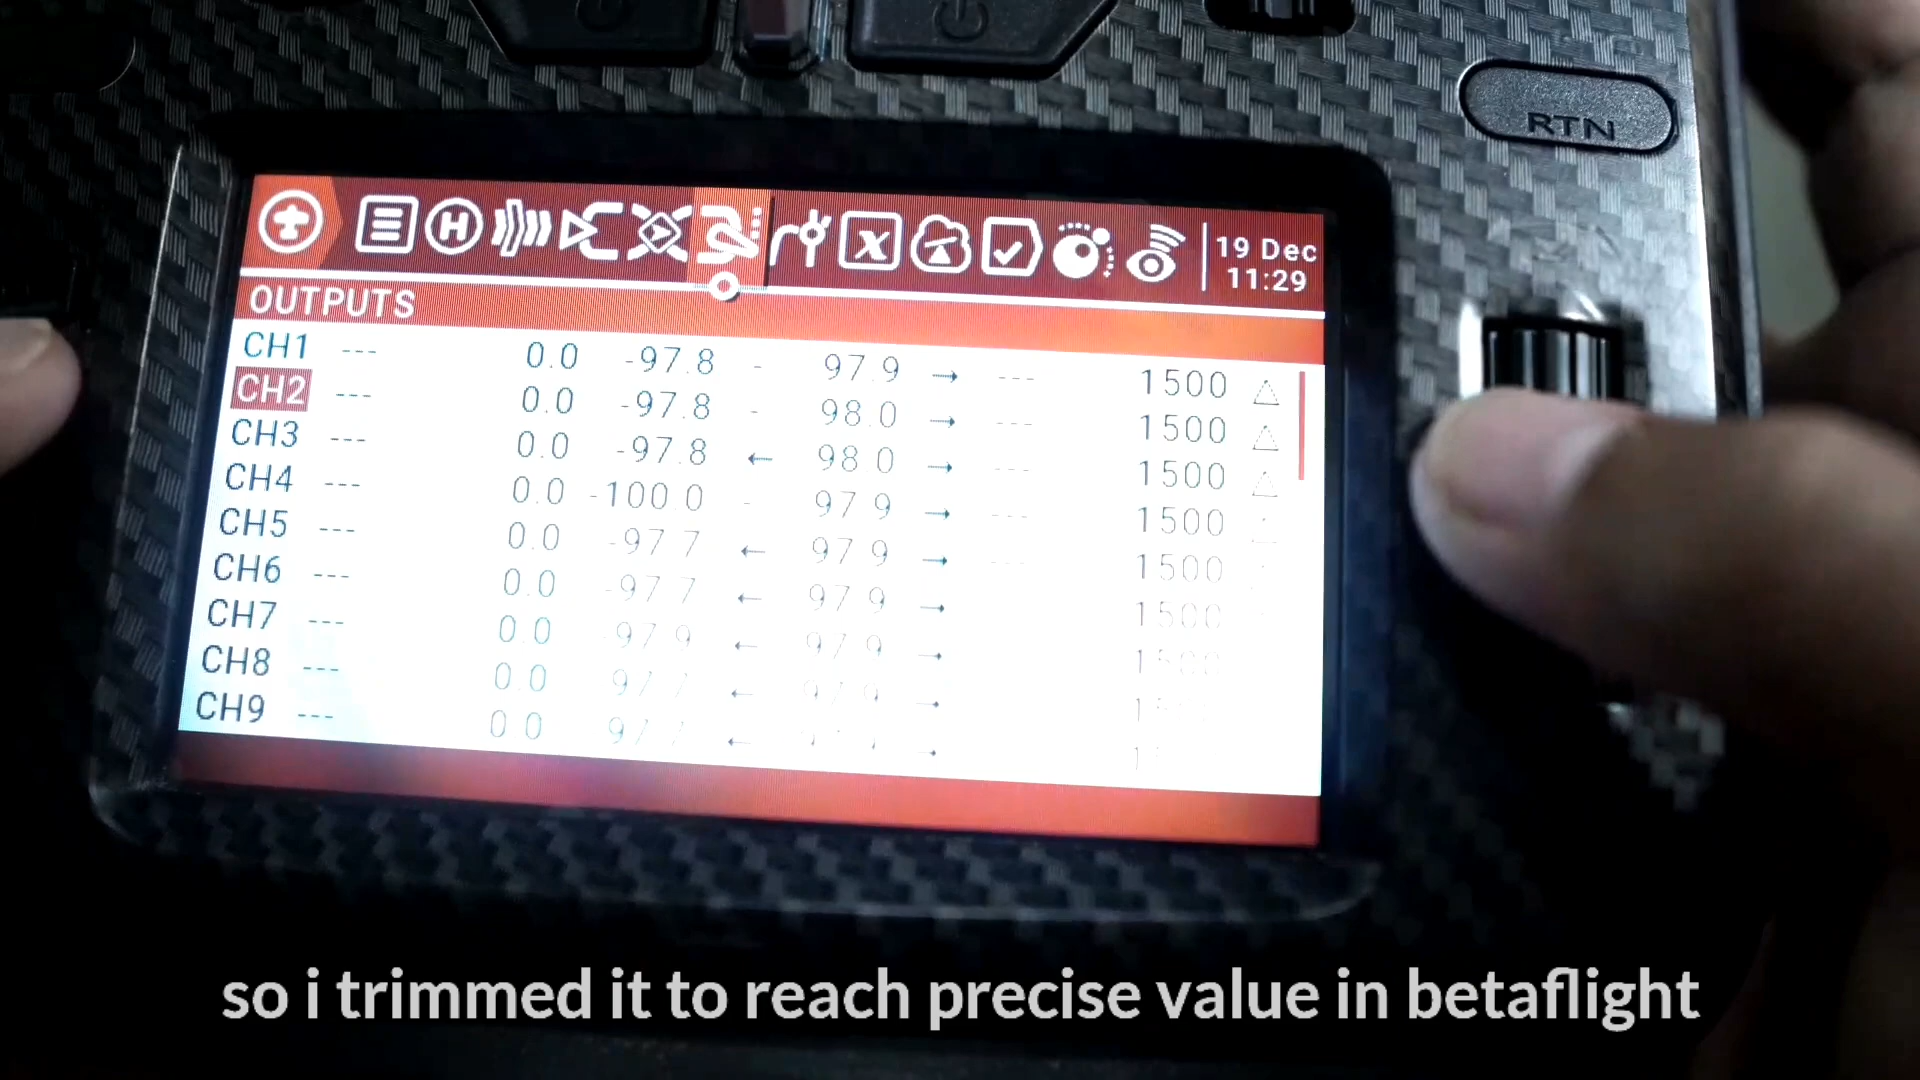 RTN
19 Dec
11:29
OUTPUTS
CH1 --- 0.0 -97.8 - 97.9 → --- 1500 △
CH2 --- 0.0 -97.8 - 98.0 → --- 1500 △
CH3 --- 0.0 -97.8 ← 98.0 → --- 1500 △
CH4 --- 0.0 -100.0 - 97.9 → --- 1500
CH5 --- 0.0 -97.7 ← 97.9 → --- 1500
CH6 --- 0.0 -97.7 ← 97.9 → 1500
CH7 --- 0.0 -97.9 ← 97.9 → 1500
CH8 --- 0.0 ← 97.9 →
CH9 --- 0.0 ← →
so i trimmed it to reach precise value in betaflight